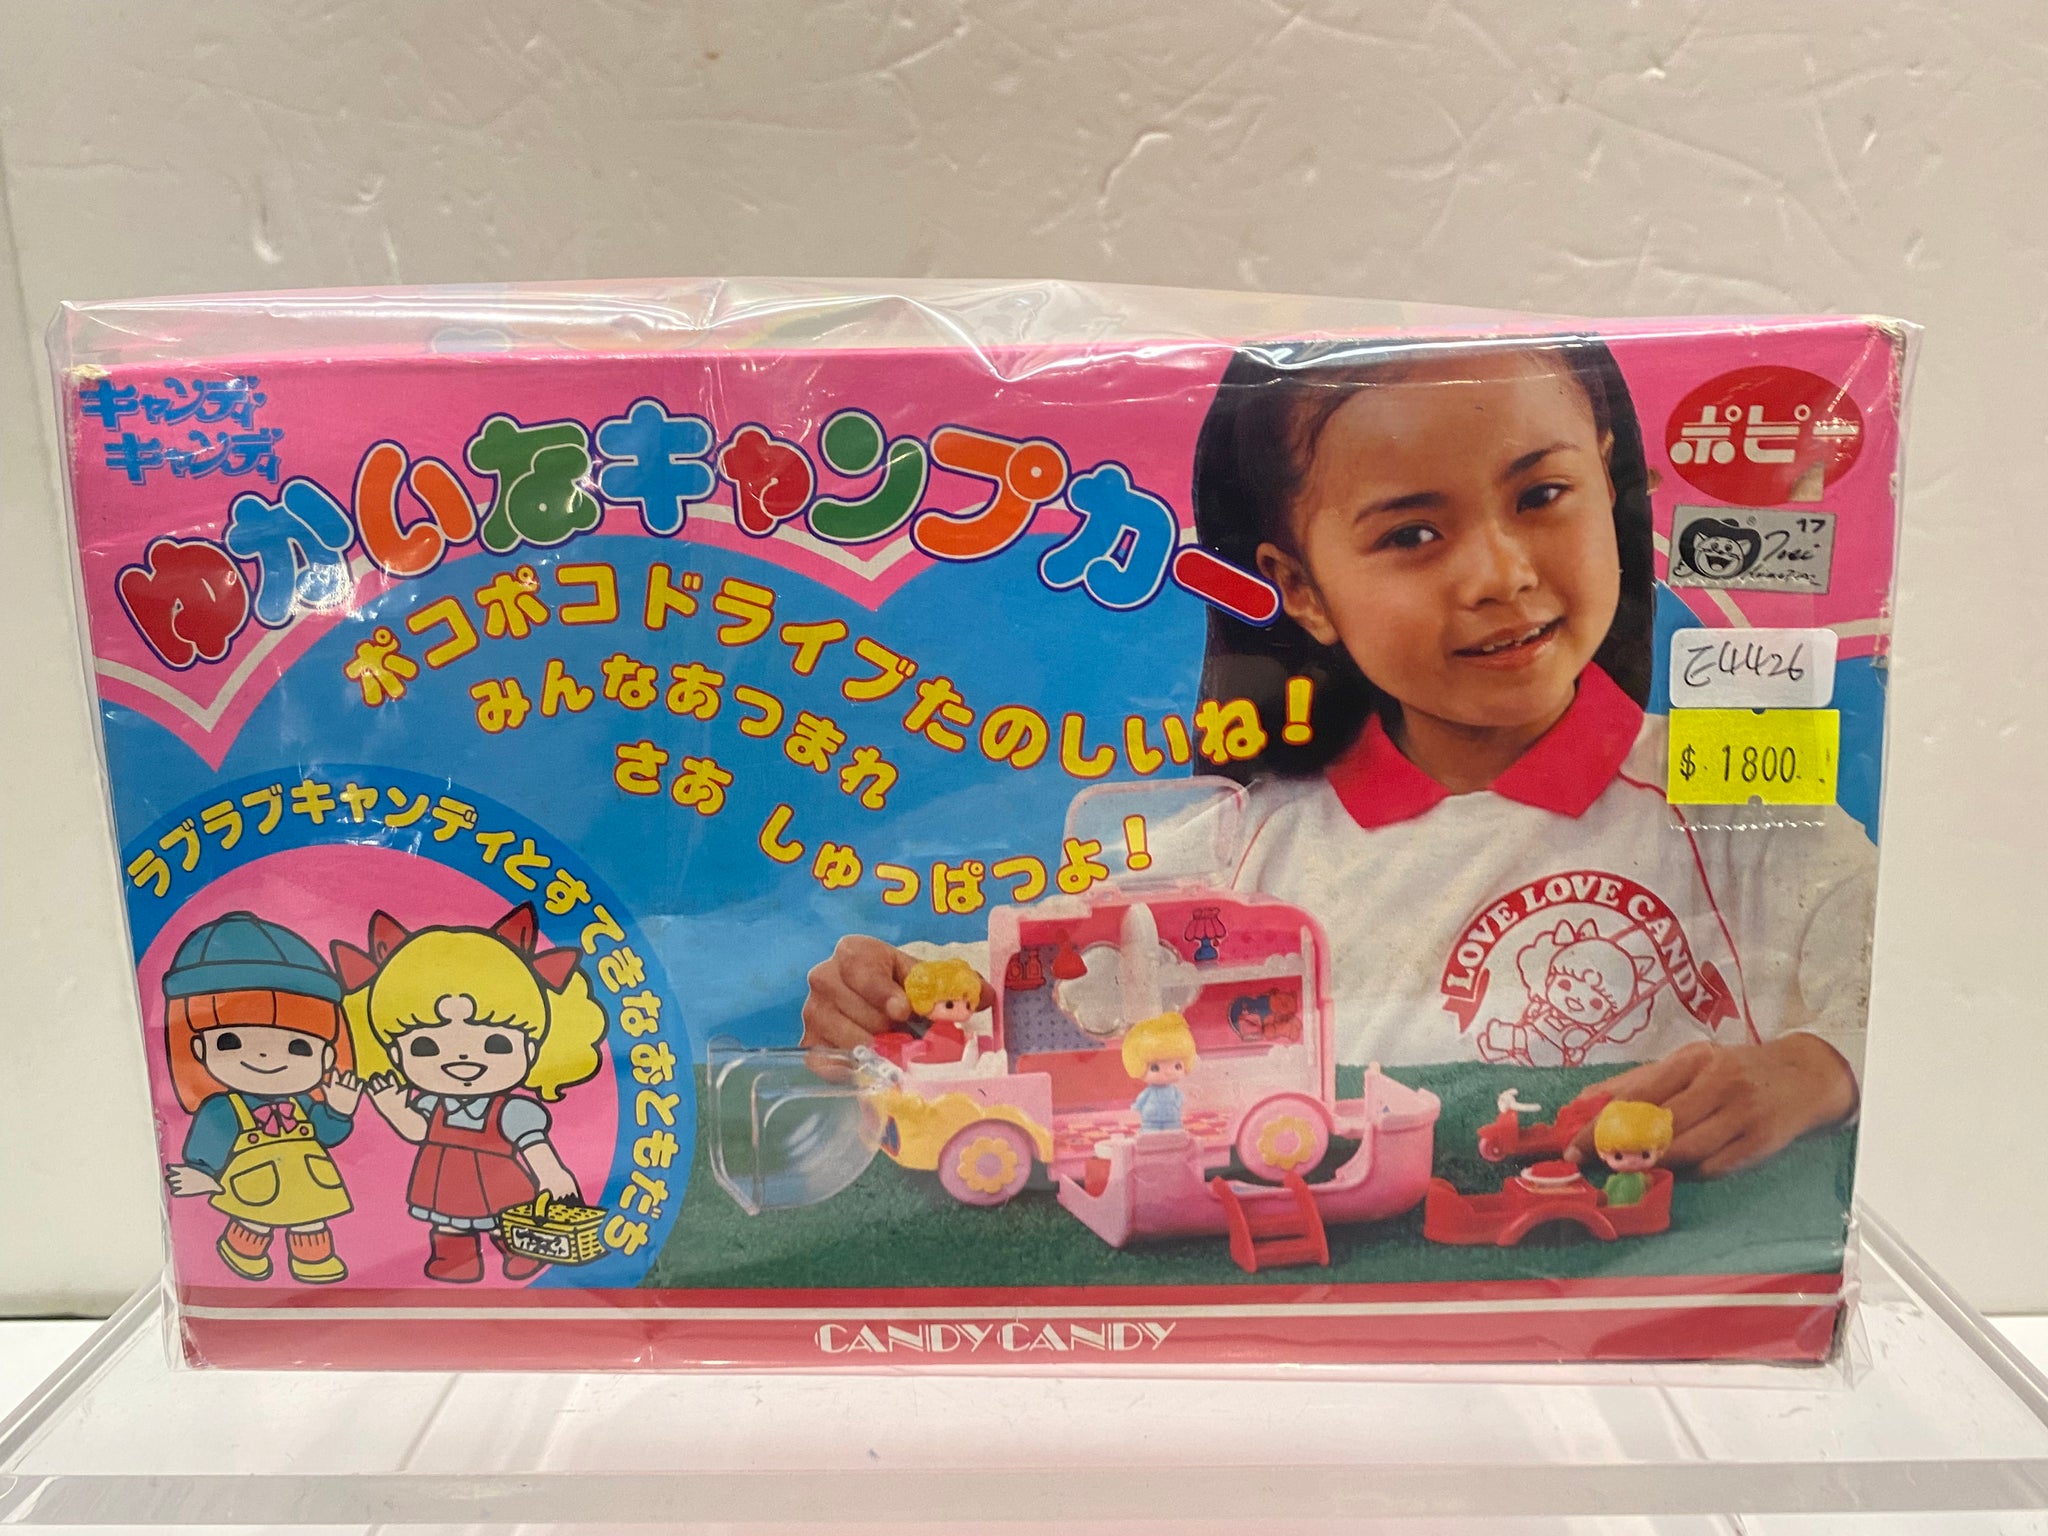 キャンディ
キャンディ
ゆかいなキャンプカー
ポピー
17
Toei
ポコポコドライブたのしいね!
みんなあつまれ
さあ しゅっぱつよ!
E4426
$ 1800.
ラブラブキャンディとすてきなおともだち
LOVE LOVE CANDY
CANDY CANDY